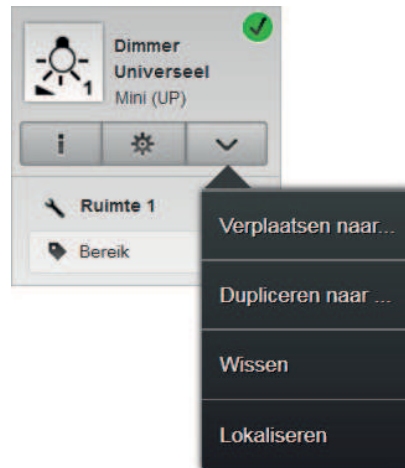 Dimmer
Universeel
Mini (UP)
1
i
Ruimte 1
Bereik
Verplaatsen naar...
Dupliceren naar ...
Wissen
Lokaliseren